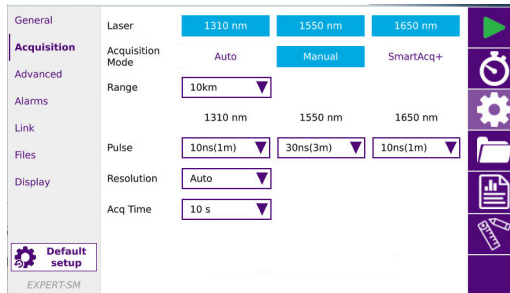 General
Acquisition
Advanced
Alarms
Link
Files
Display
Default
setup
EXPERT-SM
Laser 1310 nm 1550 nm 1650 nm
Acquisition
Mode Auto Manual SmartAcq+
Range 10km
1310 nm 1550 nm 1650 nm
Pulse 10ns(1m) 30ns(3m) 10ns(1m)
Resolution Auto
Acq Time 10 s